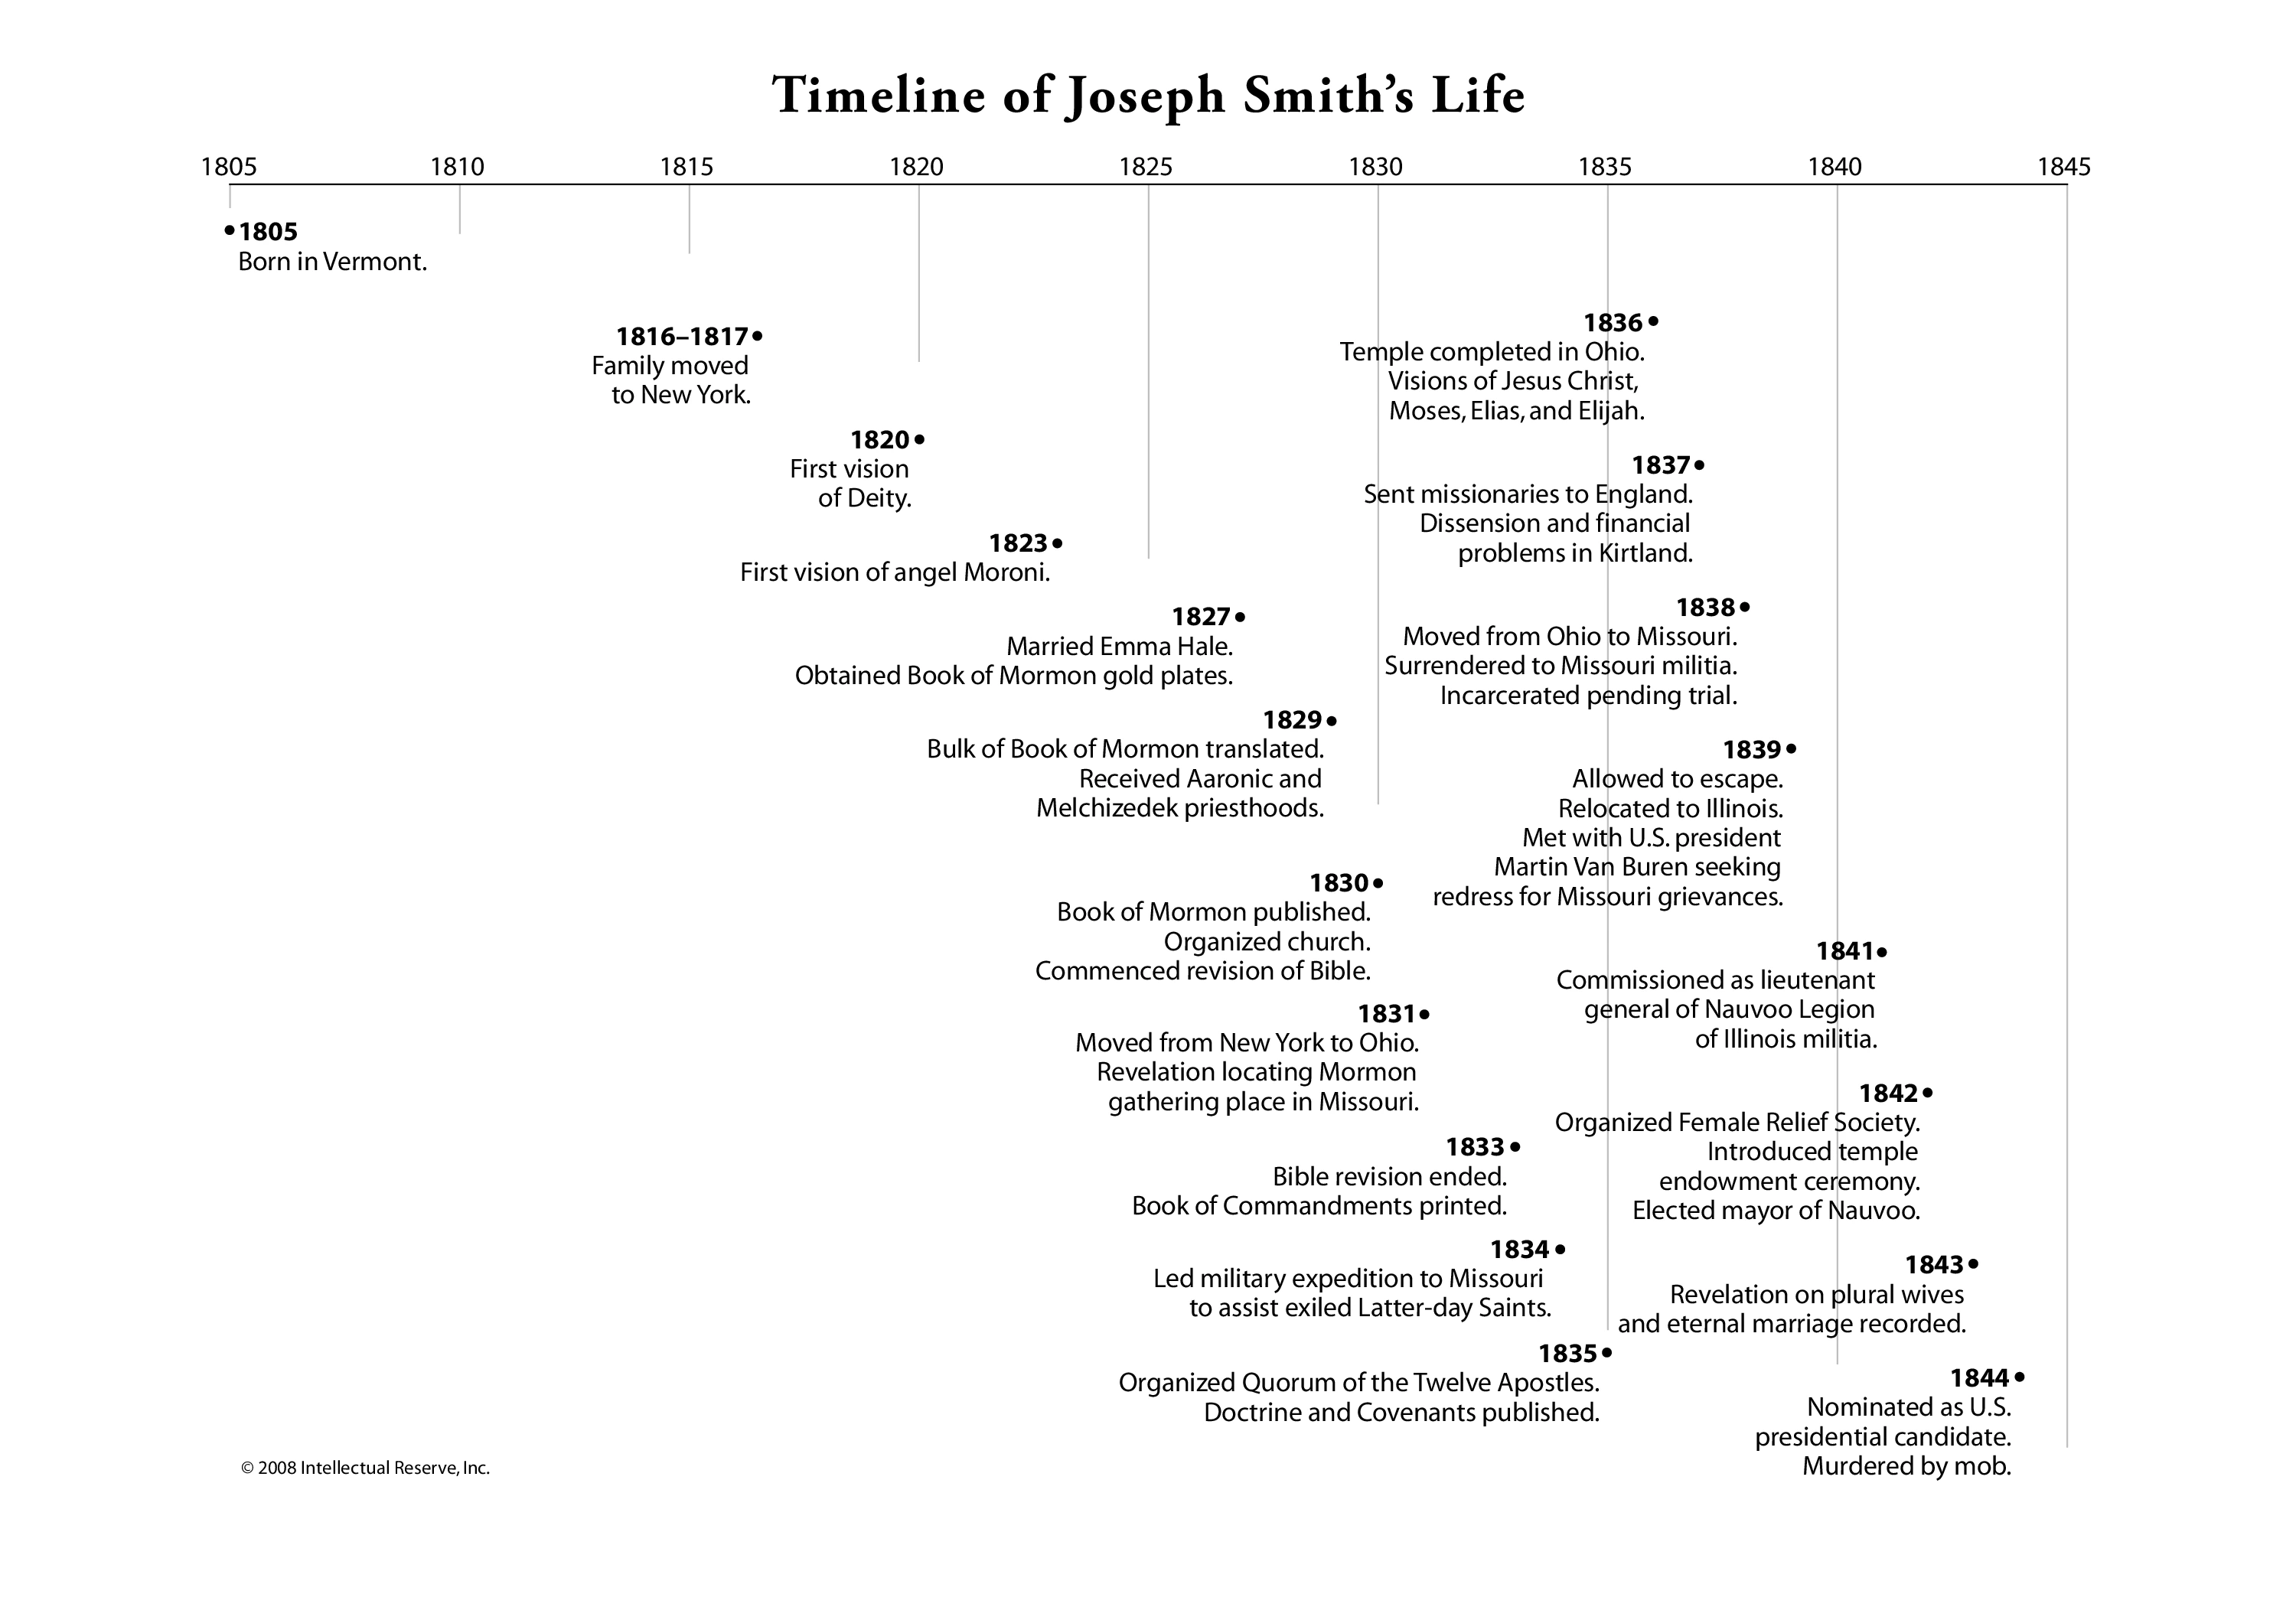 Timeline of Joseph Smith’s Life
1805 1810 1815 1820 1825 1830 1835 1840 1845
1805
Born in Vermont.
1816–1817
Family moved
to New York.
1820
First vision
of Deity.
1823
First vision of angel Moroni.
1827
Married Emma Hale.
Obtained Book of Mormon gold plates.
1829
Bulk of Book of Mormon translated.
Received Aaronic and
Melchizedek priesthoods.
1830
Book of Mormon published.
Organized church.
Commenced revision of Bible.
1831
Moved from New York to Ohio.
Revelation locating Mormon
gathering place in Missouri.
1833
Bible revision ended.
Book of Commandments printed.
1834
Led military expedition to Missouri
to assist exiled Latter-day Saints.
1835
Organized Quorum of the Twelve Apostles.
Doctrine and Covenants published.
1836
Temple completed in Ohio.
Visions of Jesus Christ,
Moses, Elias, and Elijah.
1837
Sent missionaries to England.
Dissension and financial
problems in Kirtland.
1838
Moved from Ohio to Missouri.
Surrendered to Missouri militia.
Incarcerated pending trial.
1839
Allowed to escape.
Relocated to Illinois.
Met with U.S. president
Martin Van Buren seeking
redress for Missouri grievances.
1841
Commissioned as lieutenant
general of Nauvoo Legion
of Illinois militia.
1842
Organized Female Relief Society.
Introduced temple
endowment ceremony.
Elected mayor of Nauvoo.
1843
Revelation on plural wives
and eternal marriage recorded.
1844
Nominated as U.S.
presidential candidate.
Murdered by mob.
© 2008 Intellectual Reserve, Inc.